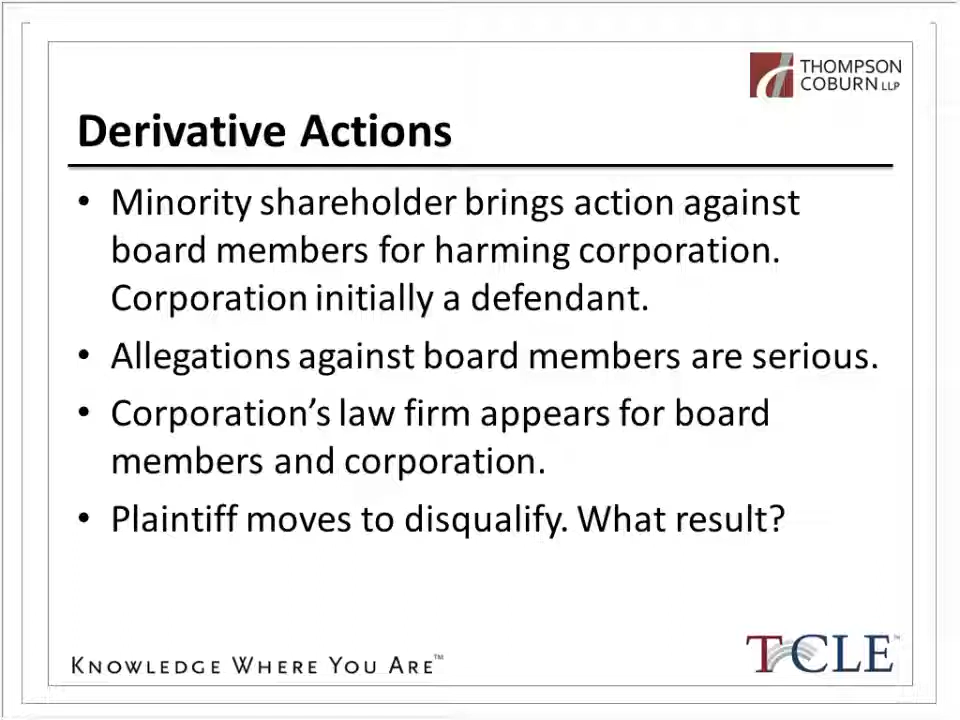 THOMPSON
COBURN LLP
Derivative Actions
• Minority shareholder brings action against
board members for harming corporation.
Corporation initially a defendant.
• Allegations against board members are serious.
• Corporation’s law firm appears for board
members and corporation.
• Plaintiff moves to disqualify. What result?
KNOWLEDGE WHERE YOU ARE™
TCLE™